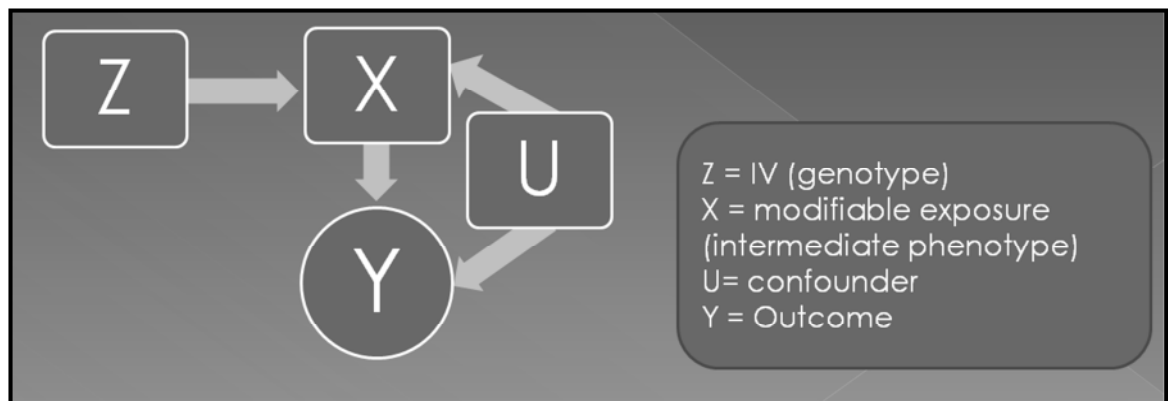 Z
X
U
Y
Z = IV (genotype)
X = modifiable exposure
(intermediate phenotype)
U= confounder
Y = Outcome